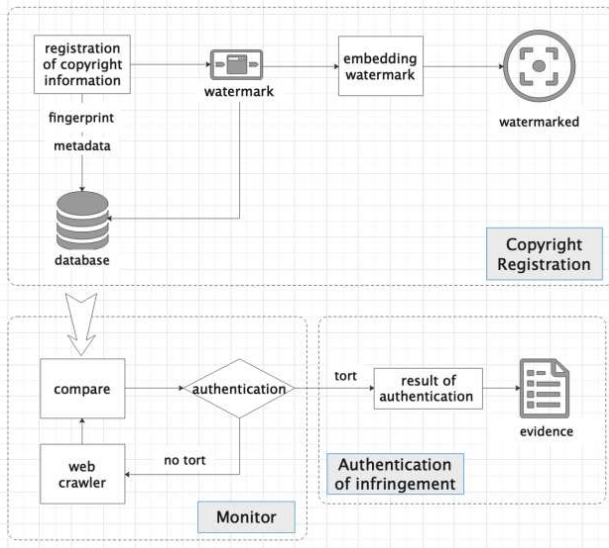 registration
of copyright
information
watermark
embedding
watermark
watermarked
fingerprint
metadata
database
Copyright
Registration
compare
authentication
tort
result of
authentication
evidence
no tort
web
crawler
Monitor
Authentication
of infringement